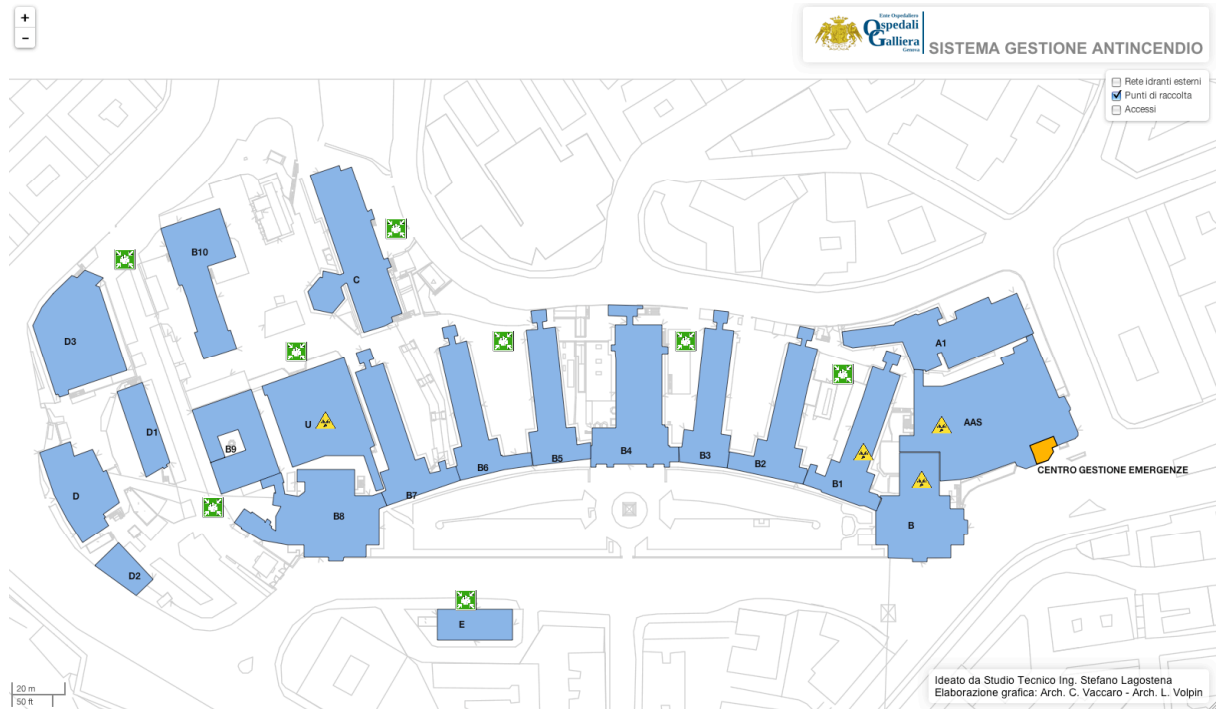 +
−
Ente Ospedaliero
Ospedali
Galliera
Genova
SISTEMA GESTIONE ANTINCENDIO
Rete idranti esterni
Punti di raccolta
Accessi
B10
C
D3
A1
U
AAS
D1
B9
B6
B5
B4
B3
B2
CENTRO GESTIONE EMERGENZE
D
B7
B1
B8
B
D2
E
20 m
50 ft
Ideato da Studio Tecnico Ing. Stefano Lagostena
Elaborazione grafica: Arch. C. Vaccaro - Arch. L. Volpin